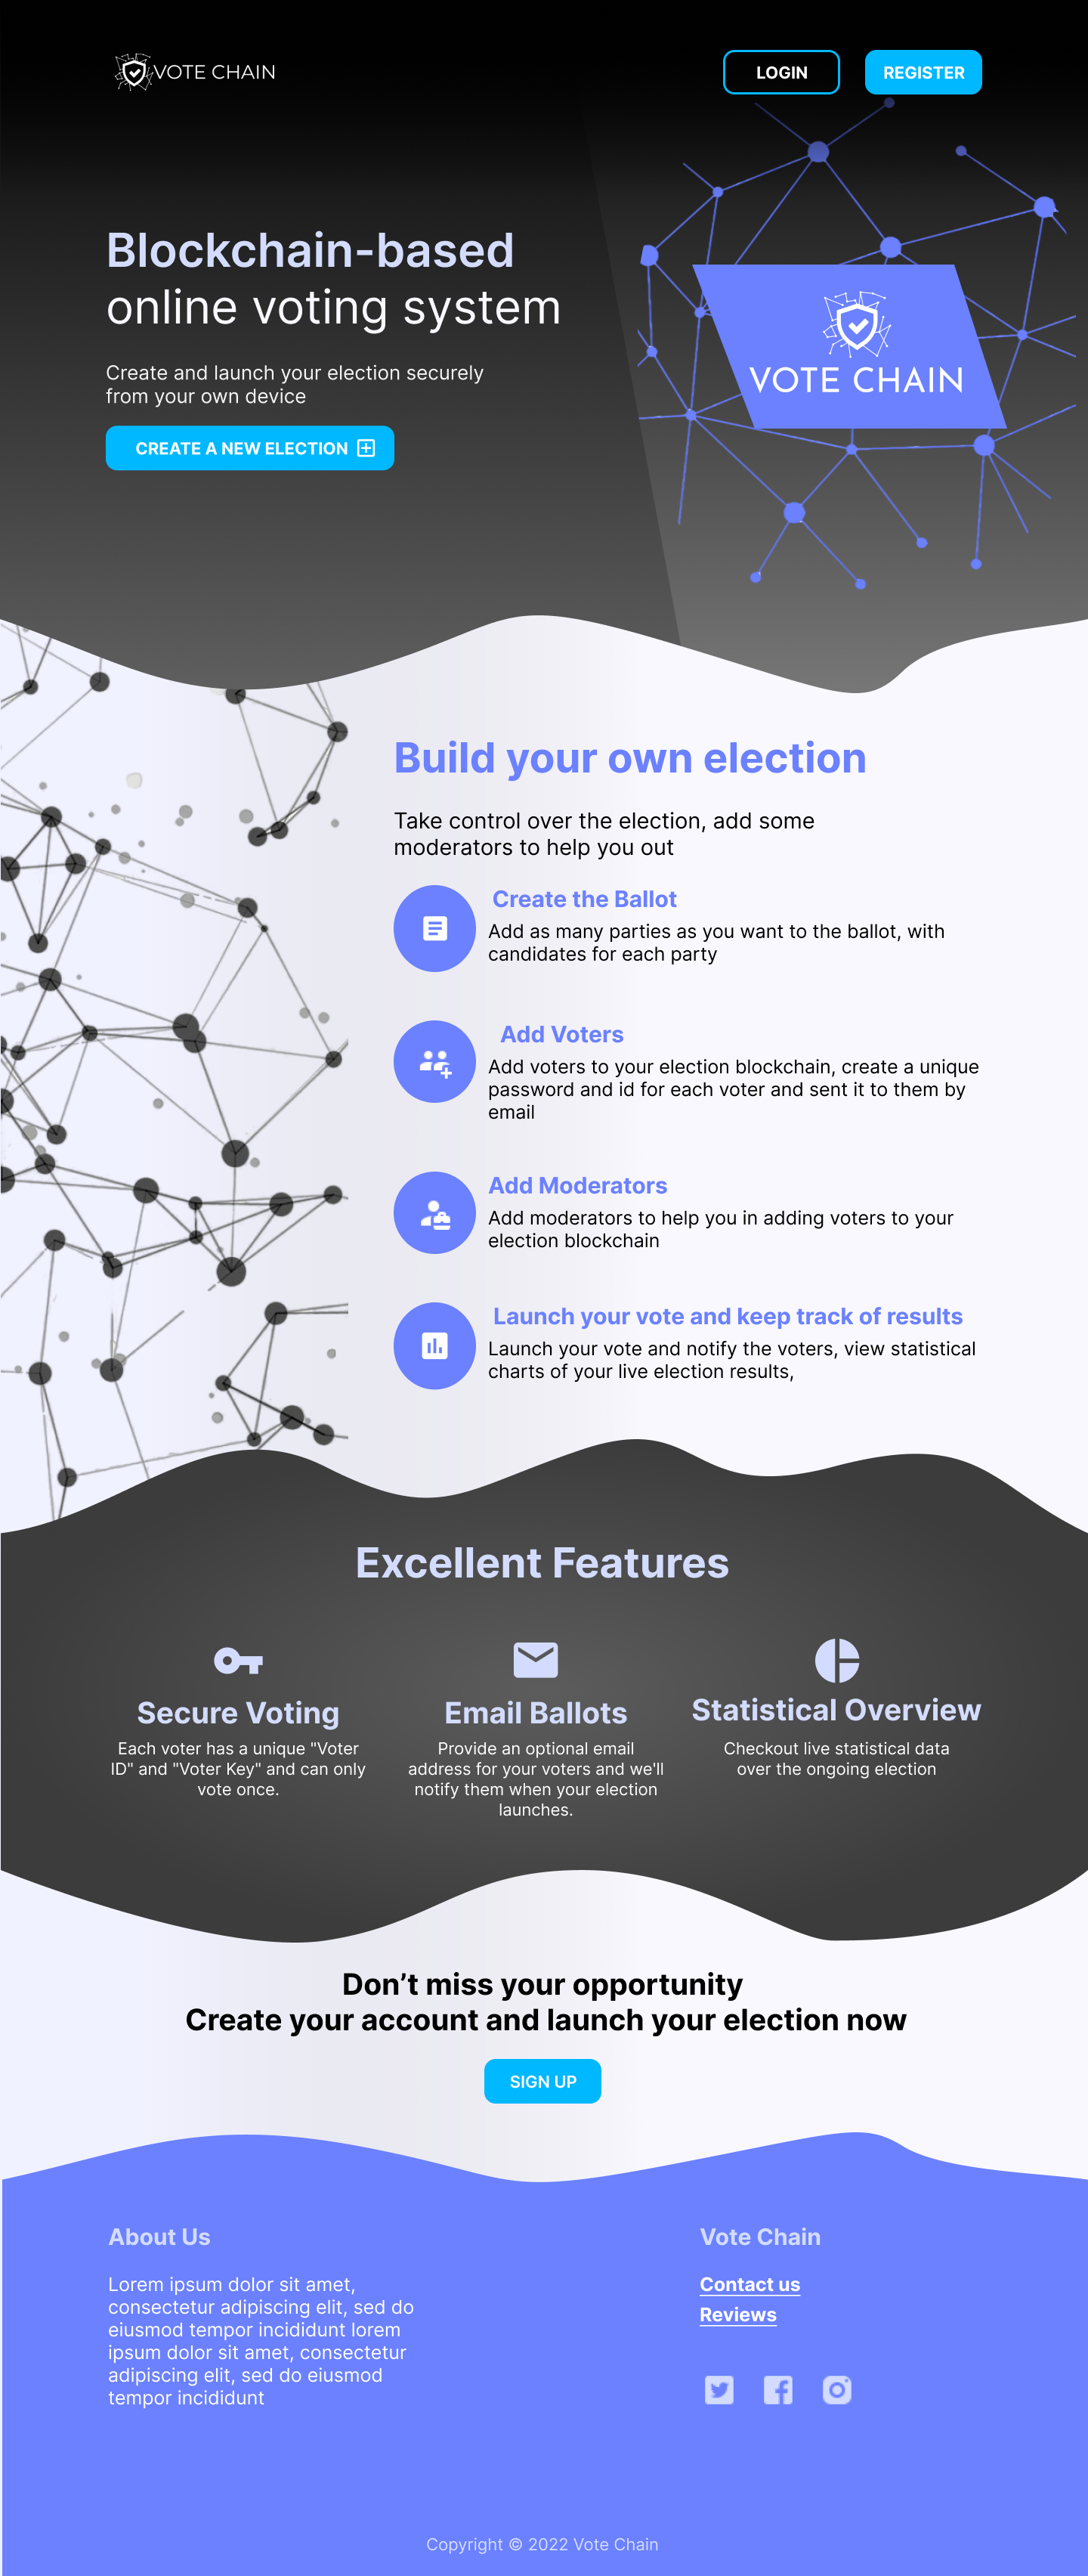 VOTE CHAIN
LOGIN
REGISTER
Blockchain-based
online voting system
Create and launch your election securely
from your own device
CREATE A NEW ELECTION
VOTE CHAIN
Build your own election
Take control over the election, add some
moderators to help you out
Create the Ballot
Add as many parties as you want to the ballot, with
candidates for each party
Add Voters
Add voters to your election blockchain, create a unique
password and id for each voter and sent it to them by
email
Add Moderators
Add moderators to help you in adding voters to your
election blockchain
Launch your vote and keep track of results
Launch your vote and notify the voters, view statistical
charts of your live election results,
Excellent Features
Secure Voting
Each voter has a unique "Voter
ID" and "Voter Key" and can only
vote once.
Email Ballots
Provide an optional email
address for your voters and we'll
notify them when your election
launches.
Statistical Overview
Checkout live statistical data
over the ongoing election
Don’t miss your opportunity
Create your account and launch your election now
SIGN UP
About Us
Lorem ipsum dolor sit amet,
consectetur adipiscing elit, sed do
eiusmod tempor incididunt lorem
ipsum dolor sit amet, consectetur
adipiscing elit, sed do eiusmod
tempor incididunt
Vote Chain
Contact us
Reviews
Copyright © 2022 Vote Chain